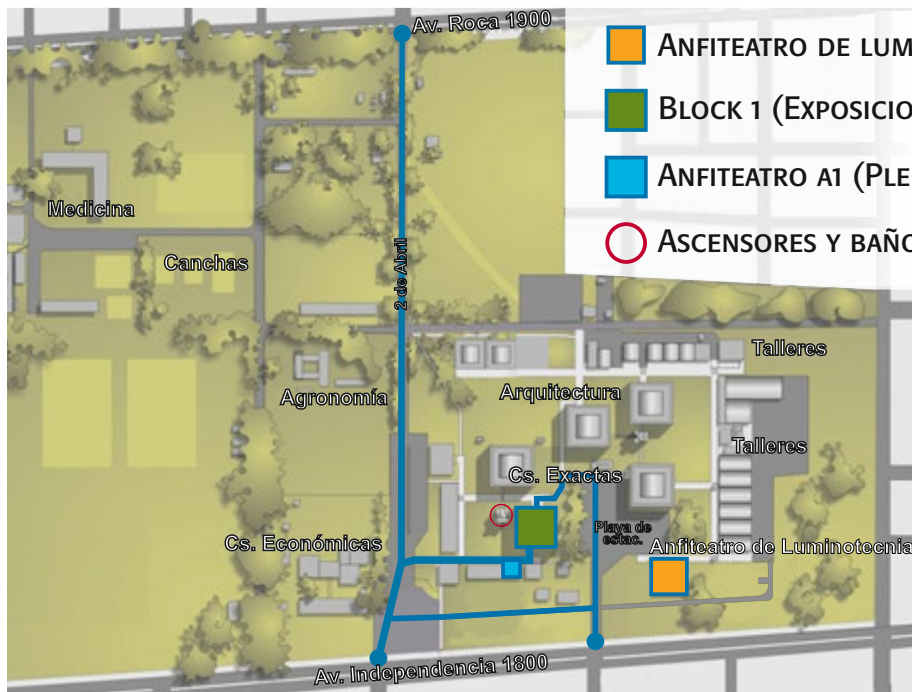 Av. Roca 1900
ANFITEATRO DE LUM
BLOCK 1 (EXPOSICIO
ANFITEATRO A1 (PLE
ASCENSORES Y BAÑO
Medicina
Canchas
2 de Abril
Talleres
Agronomía
Arquitectura
Talleres
Cs. Exactas
Playa de
estac.
Cs. Económicas
Anfiteatro de Luminotecnia
Av. Independencia 1800